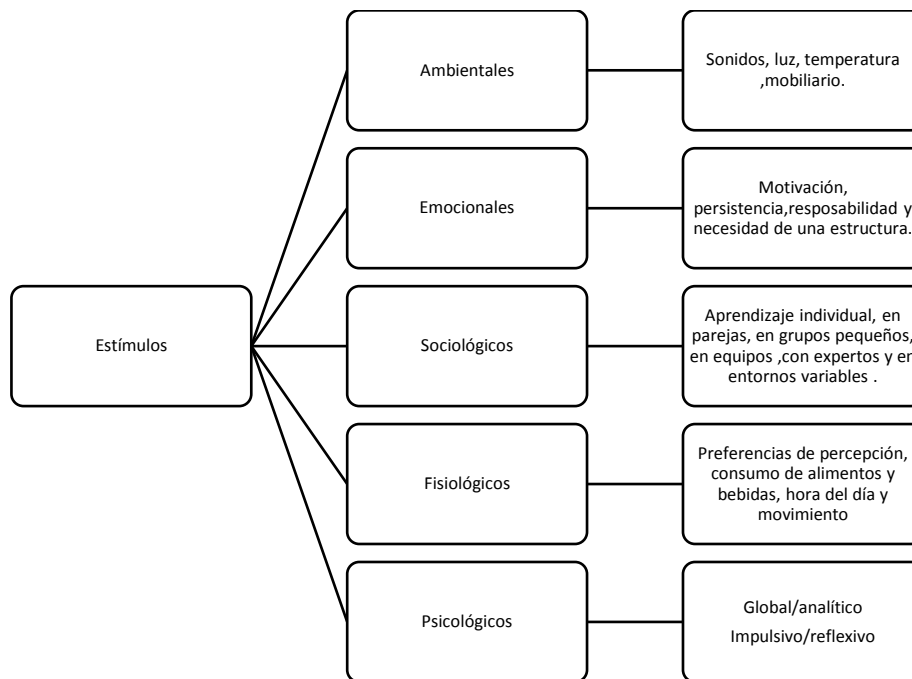 Estímulos
Ambientales
Sonidos, luz, temperatura
,mobiliario.
Emocionales
Motivación,
persistencia,resposabilidad y
necesidad de una estructura.
Sociológicos
Aprendizaje individual, en
parejas, en grupos pequeños,
en equipos ,con expertos y en
entornos variables .
Fisiológicos
Preferencias de percepción,
consumo de alimentos y
bebidas, hora del día y
movimiento
Psicológicos
Global/analítico
Impulsivo/reflexivo